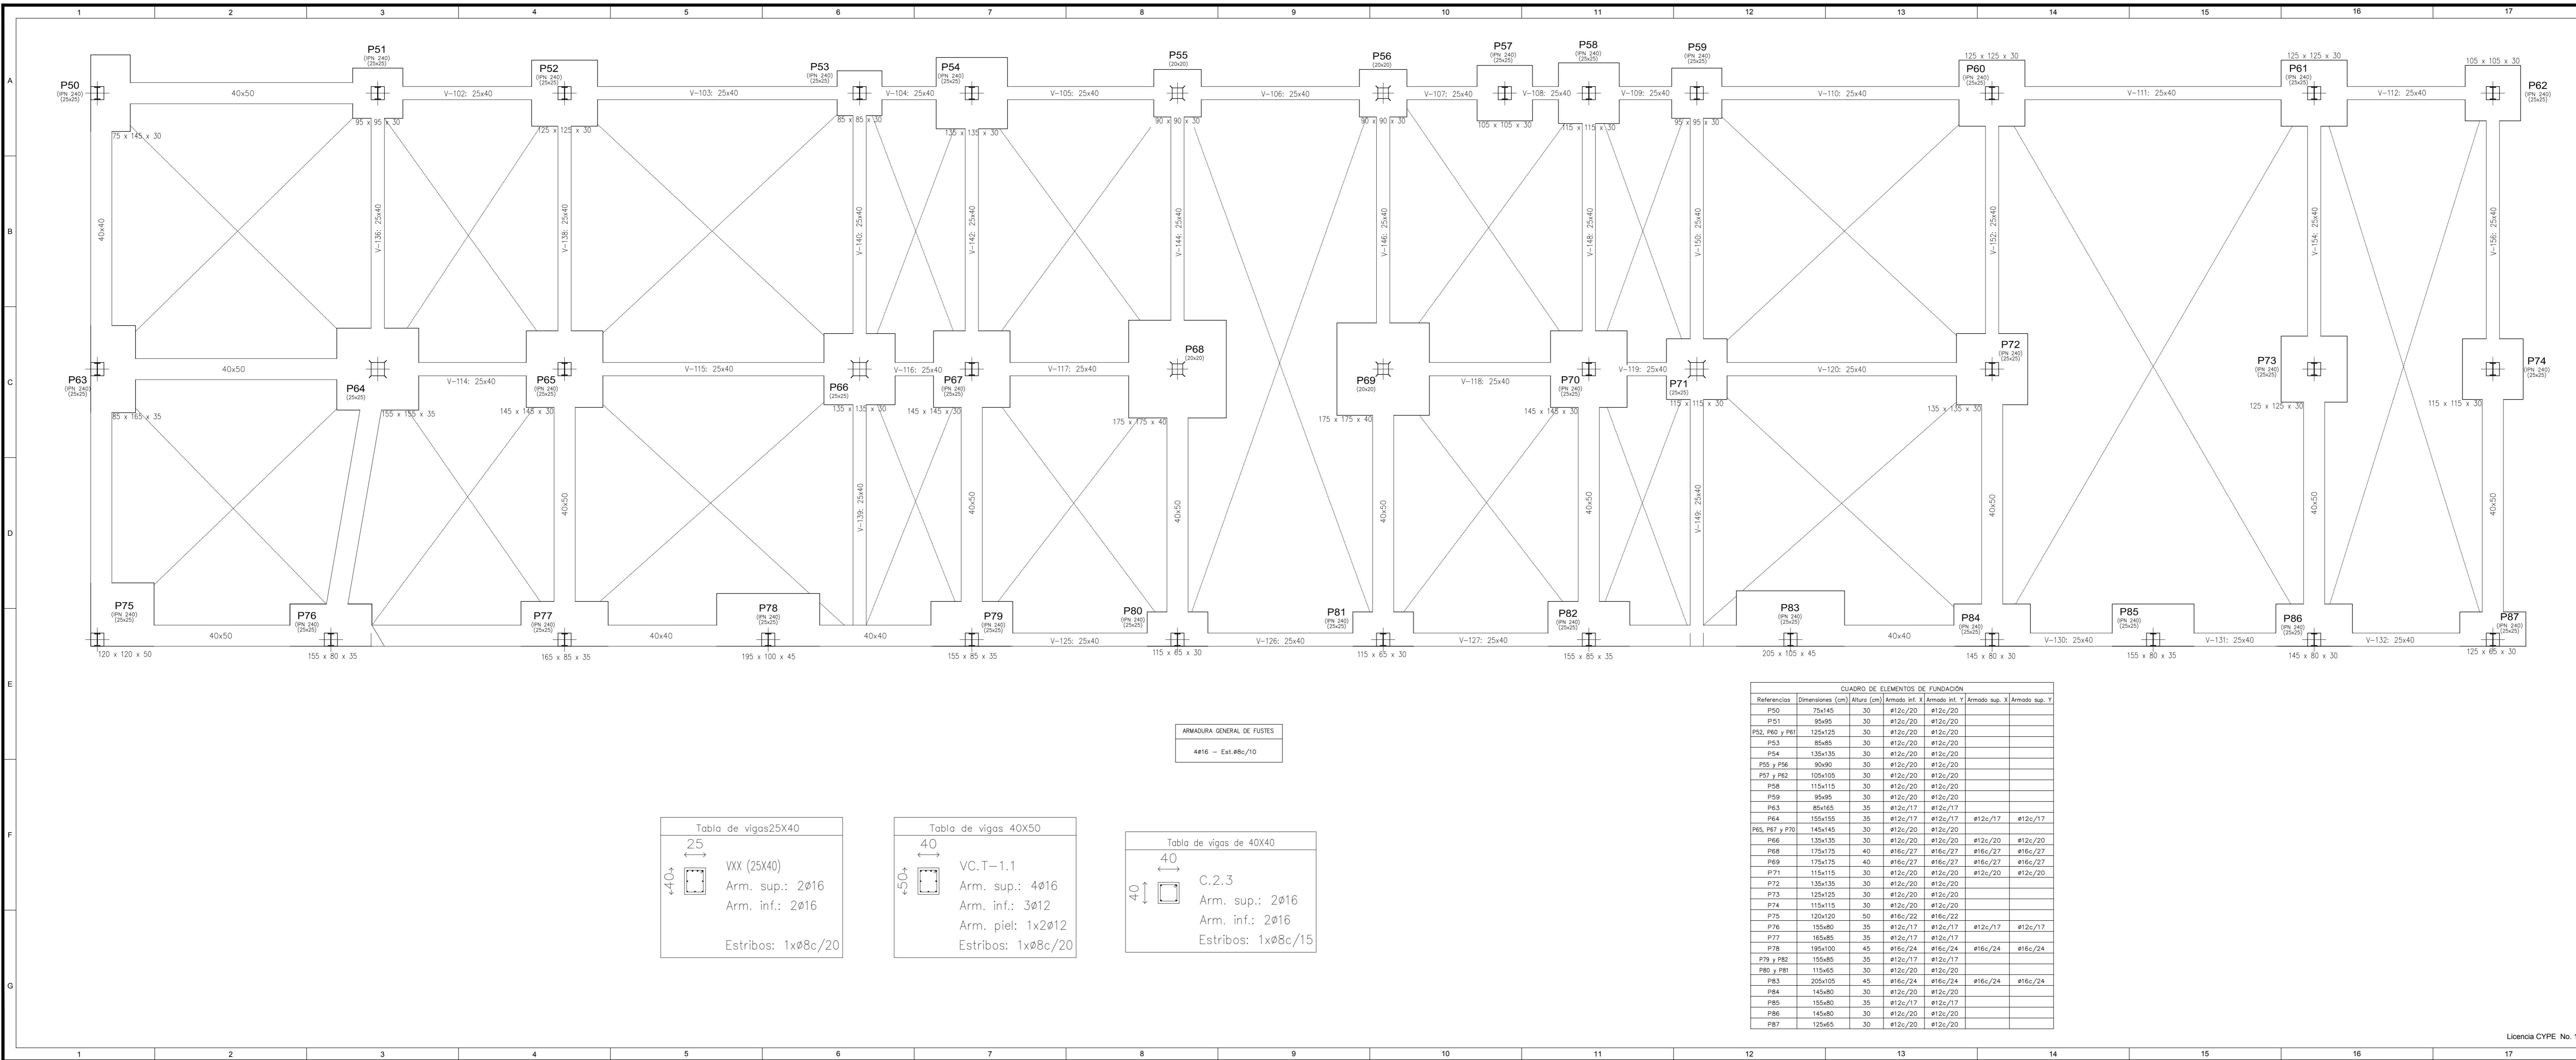 1 2 3 4 5 6 7 8 9 10 11 12 13 14 15 16 17
A
B
C
D
E
F
G
P50
(IPN 240)
(25x25)
75 x 145 x 30
40x50
P51
(IPN 240)
(25x25)
95 x 95 x 30
V-102: 25x40
P52
(IPN 240)
(25x25)
125 x 125 x 30
V-103: 25x40
P53
(IPN 240)
(25x25)
85 x 85 x 30
V-104: 25x40
P54
(IPN 240)
(25x25)
135 x 135 x 30
V-105: 25x40
P55
(20x20)
90 x 90 x 30
V-106: 25x40
P56
(20x20)
90 x 90 x 30
V-107: 25x40
P57
(IPN 240)
(25x25)
105 x 105 x 30
V-108: 25x40
P58
(IPN 240)
(25x25)
115 x 115 x 30
V-109: 25x40
P59
(IPN 240)
(25x25)
95 x 95 x 30
V-110: 25x40
125 x 125 x 30
P60
(IPN 240)
(25x25)
V-111: 25x40
125 x 125 x 30
P61
(IPN 240)
(25x25)
V-112: 25x40
105 x 105 x 30
P62
(IPN 240)
(25x25)
40x40
V-136: 25x40
V-138: 25x40
V-140: 25x40
V-142: 25x40
V-144: 25x40
V-146: 25x40
V-148: 25x40
V-150: 25x40
V-152: 25x40
V-154: 25x40
V-156: 25x40
P63
(IPN 240)
(25x25)
85 x 165 x 35
40x50
P64
(25x25)
155 x 155 x 35
V-114: 25x40
P65
(IPN 240)
(25x25)
145 x 145 x 30
V-115: 25x40
P66
(25x25)
135 x 135 x 30
V-116: 25x40
P67
(IPN 240)
(25x25)
145 x 145 x 30
V-117: 25x40
P68
(20x20)
175 x 175 x 40
P69
(20x20)
175 x 175 x 40
V-118: 25x40
P70
(IPN 240)
(25x25)
145 x 145 x 30
V-119: 25x40
P71
(25x25)
115 x 115 x 30
V-120: 25x40
P72
(IPN 240)
(25x25)
135 x 135 x 30
P73
(IPN 240)
(25x25)
125 x 125 x 30
P74
(IPN 240)
(25x25)
115 x 115 x 30
40x50
V-139: 25x40
40x50
40x50
40x50
40x50
V-149: 25x40
40x50
40x50
40x50
P75
(IPN 240)
(25x25)
120 x 120 x 50
40x50
P76
(IPN 240)
(25x25)
155 x 80 x 35
P77
(IPN 240)
(25x25)
165 x 85 x 35
40x40
P78
(IPN 240)
(25x25)
195 x 100 x 45
40x40
P79
(IPN 240)
(25x25)
155 x 85 x 35
V-125: 25x40
P80
(IPN 240)
(25x25)
115 x 65 x 30
V-126: 25x40
P81
(IPN 240)
(25x25)
115 x 65 x 30
V-127: 25x40
P82
(IPN 240)
(25x25)
155 x 85 x 35
P83
(IPN 240)
(25x25)
205 x 105 x 45
40x40
P84
(IPN 240)
(25x25)
145 x 80 x 30
V-130: 25x40
P85
(IPN 240)
(25x25)
155 x 80 x 35
V-131: 25x40
P86
(IPN 240)
(25x25)
145 x 80 x 30
V-132: 25x40
P87
(IPN 240)
(25x25)
125 x 65 x 30
CUADRO DE ELEMENTOS DE FUNDACIÓN
Referencias Dimensiones (cm) Altura (cm) Armado inf. X Armado inf. Y Armado sup. X Armado sup. Y
P50 75x145 30 ø12c/20 ø12c/20
P51 95x95 30 ø12c/20 ø12c/20
P52, P60 y P61 125x125 30 ø12c/20 ø12c/20
P53 85x85 30 ø12c/20 ø12c/20
P54 135x135 30 ø12c/20 ø12c/20
P55 y P56 90x90 30 ø12c/20 ø12c/20
P57 y P62 105x105 30 ø12c/20 ø12c/20
P58 115x115 30 ø12c/20 ø12c/20
P59 95x95 30 ø12c/20 ø12c/20
P63 85x165 35 ø12c/17 ø12c/17
P64 155x155 35 ø12c/17 ø12c/17 ø12c/17 ø12c/17
P65, P67 y P70 145x145 30 ø12c/20 ø12c/20
P66 135x135 30 ø12c/20 ø12c/20 ø12c/20 ø12c/20
P68 175x175 40 ø16c/27 ø16c/27 ø16c/27 ø16c/27
P69 175x175 40 ø16c/27 ø16c/27 ø16c/27 ø16c/27
P71 115x115 30 ø12c/20 ø12c/20 ø12c/20 ø12c/20
P72 135x135 30 ø12c/20 ø12c/20
P73 125x125 30 ø12c/20 ø12c/20
P74 115x115 30 ø12c/20 ø12c/20
P75 120x120 50 ø16c/22 ø16c/22
P76 155x80 35 ø12c/17 ø12c/17 ø12c/17 ø12c/17
P77 165x85 35 ø12c/17 ø12c/17
P78 195x100 45 ø16c/24 ø16c/24 ø16c/24 ø16c/24
P79 y P82 155x85 35 ø12c/17 ø12c/17
P80 y P81 115x65 30 ø12c/20 ø12c/20
P83 205x105 45 ø16c/24 ø16c/24 ø16c/24 ø16c/24
P84 145x80 30 ø12c/20 ø12c/20
P85 155x80 35 ø12c/17 ø12c/17
P86 145x80 30 ø12c/20 ø12c/20
P87 125x65 30 ø12c/20 ø12c/20
ARMADURA GENERAL DE FUSTES
4ø16 - Est.ø8c/10
Tabla de vigas25X40
25
40
VXX (25X40)
Arm. sup.: 2ø16
Arm. inf.: 2ø16
Estribos: 1xø8c/20
Tabla de vigas 40X50
40
50
VC.T-1.1
Arm. sup.: 4ø16
Arm. inf.: 3ø12
Arm. piel: 1x2ø12
Estribos: 1xø8c/20
Tabla de vigas de 40X40
40
40
C.2.3
Arm. sup.: 2ø16
Arm. inf.: 2ø16
Estribos: 1xø8c/15
Licencia CYPE No.
1 2 3 4 5 6 7 8 9 10 11 12 13 14 15 16 17